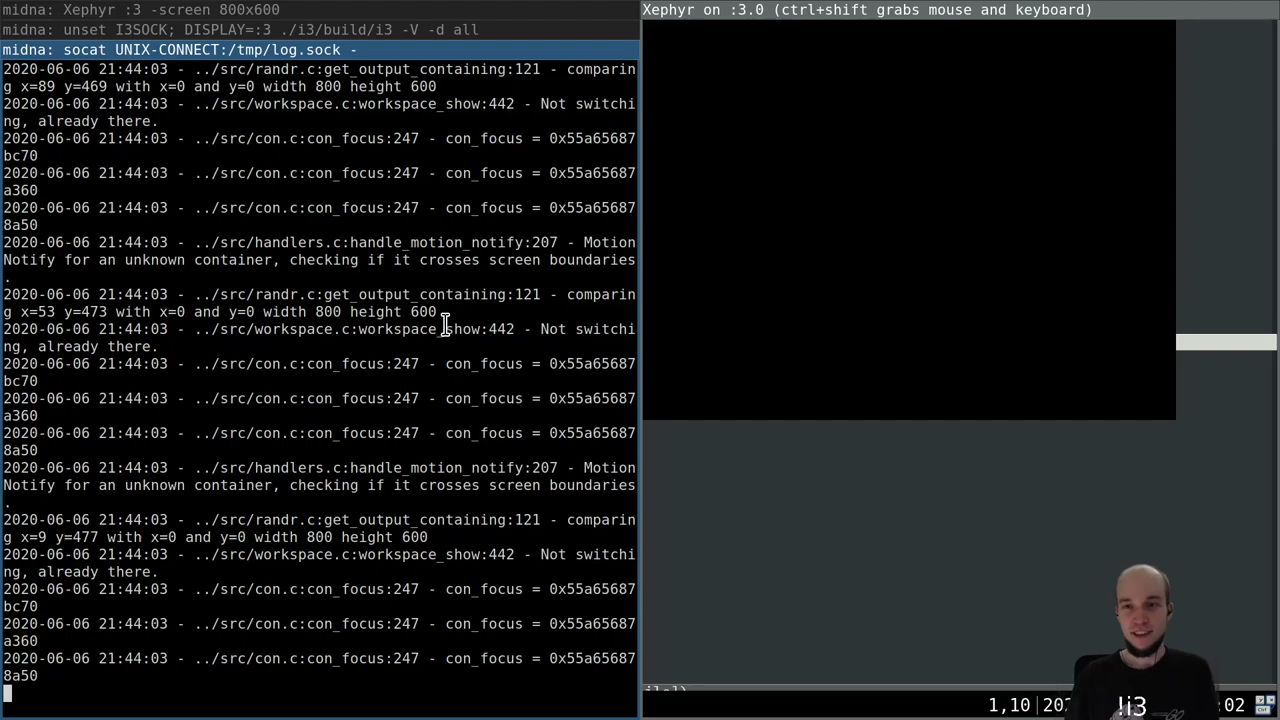 midna: Xephyr :3 -screen 800x600
midna: unset I3SOCK; DISPLAY=:3 ./i3/build/i3 -V -d all
midna: socat UNIX-CONNECT:/tmp/log.sock -
2020-06-06 21:44:03 - ../src/randr.c:get_output_containing:121 - comparin
g x=89 y=469 with x=0 and y=0 width 800 height 600
2020-06-06 21:44:03 - ../src/workspace.c:workspace_show:442 - Not switchi
ng, already there.
2020-06-06 21:44:03 - ../src/con.c:con_focus:247 - con_focus = 0x55a65687
bc70
2020-06-06 21:44:03 - ../src/con.c:con_focus:247 - con_focus = 0x55a65687
a360
2020-06-06 21:44:03 - ../src/con.c:con_focus:247 - con_focus = 0x55a65687
8a50
2020-06-06 21:44:03 - ../src/handlers.c:handle_motion_notify:207 - Motion
Notify for an unknown container, checking if it crosses screen boundaries
.
2020-06-06 21:44:03 - ../src/randr.c:get_output_containing:121 - comparin
g x=53 y=473 with x=0 and y=0 width 800 height 600
2020-06-06 21:44:03 - ../src/workspace.c:workspace_show:442 - Not switchi
ng, already there.
2020-06-06 21:44:03 - ../src/con.c:con_focus:247 - con_focus = 0x55a65687
bc70
2020-06-06 21:44:03 - ../src/con.c:con_focus:247 - con_focus = 0x55a65687
a360
2020-06-06 21:44:03 - ../src/con.c:con_focus:247 - con_focus = 0x55a65687
8a50
2020-06-06 21:44:03 - ../src/handlers.c:handle_motion_notify:207 - Motion
Notify for an unknown container, checking if it crosses screen boundaries
.
2020-06-06 21:44:03 - ../src/randr.c:get_output_containing:121 - comparin
g x=9 y=477 with x=0 and y=0 width 800 height 600
2020-06-06 21:44:03 - ../src/workspace.c:workspace_show:442 - Not switchi
ng, already there.
2020-06-06 21:44:03 - ../src/con.c:con_focus:247 - con_focus = 0x55a65687
bc70
2020-06-06 21:44:03 - ../src/con.c:con_focus:247 - con_focus = 0x55a65687
a360
2020-06-06 21:44:03 - ../src/con.c:con_focus:247 - con_focus = 0x55a65687
8a50
Xephyr on :3.0 (ctrl+shift grabs mouse and keyboard)
1,10 202 !i3 :02